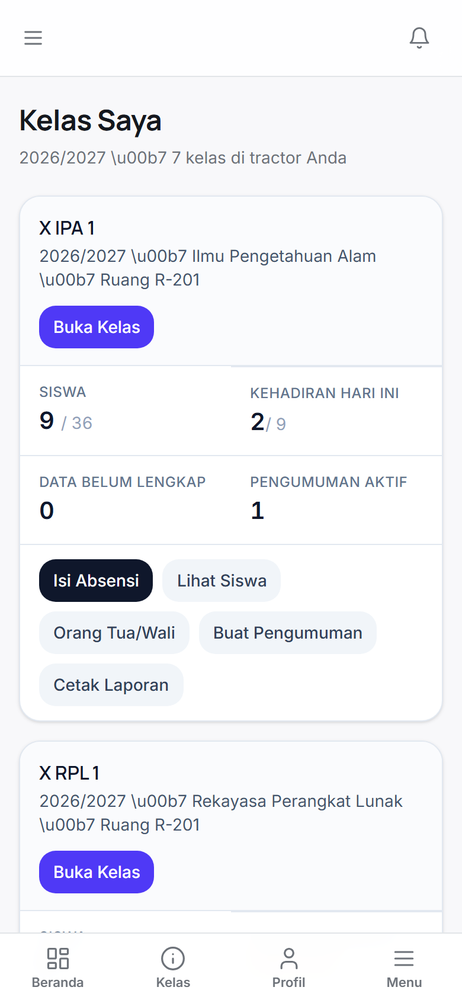 Kelas Saya
2026/2027 \u00b7 7 kelas di tractor Anda
X IPA 1
2026/2027 \u00b7 Ilmu Pengetahuan Alam
\u00b7 Ruang R-201
Buka Kelas
SISWA
9 / 36
KEHADIRAN HARI INI
2/ 9
DATA BELUM LENGKAP
0
PENGUMUMAN AKTIF
1
Isi Absensi
Lihat Siswa
Orang Tua/Wali
Buat Pengumuman
Cetak Laporan
X RPL 1
2026/2027 \u00b7 Rekayasa Perangkat Lunak
\u00b7 Ruang R-201
Buka Kelas
Beranda
Kelas
Profil
Menu